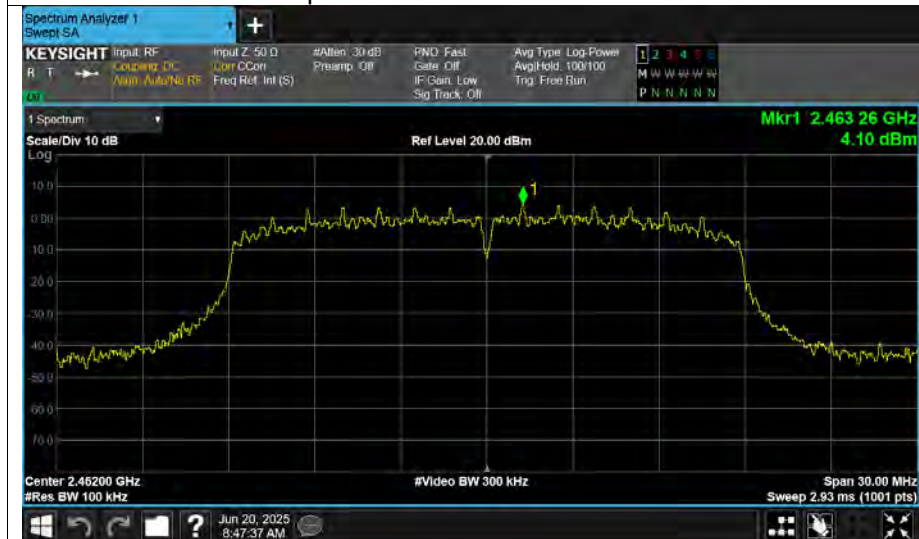 Spectrum Analyzer 1
Swept SA
+
KEYSIGHT Input: RF Input Z: 50 Ω #Atten: 30 dB PNO: Fast Avg Type: Log-Power 1 2 3 4 5 6
R T Coupling: DC Corr CCorr Preamp: Off Gate: Off Avg|Hold: 100/100 M W W W W W
Align: Auto/No RF Freq Ref: Int (S) IF Gain: Low Trig: Free Run
Sig Track: Off P N N N N N
1 Spectrum Mkr1 2.463 26 GHz
Scale/Div 10 dB Ref Level 20.00 dBm 4.10 dBm
Log
10.0
1
0.00
-10.0
-20.0
-30.0
-40.0
-50.0
-60.0
-70.0
Center 2.46200 GHz #Video BW 300 kHz Span 30.00 MHz
#Res BW 100 kHz Sweep 2.93 ms (1001 pts)
? Jun 20, 2025
8:47:37 AM